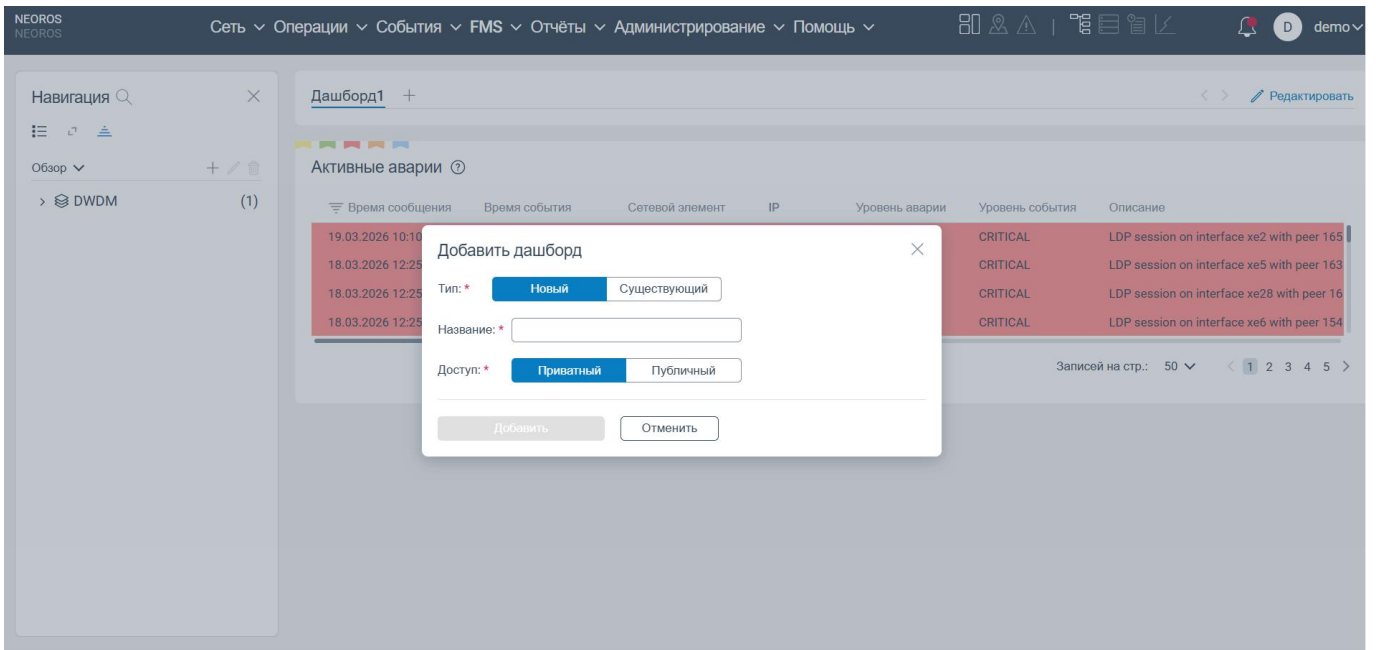 NEOROS
NEOROS
Сеть Операции События FMS Отчёты Администрирование Помощь
D demo
Навигация
Дашборд1 +
Редактировать
Обзор
DWDM (1)
Активные аварии ?
Время сообщения Время события Сетевой элемент IP Уровень аварии Уровень события Описание
19.03.2026 10:10 CRITICAL LDP session on interface xe2 with peer 165
18.03.2026 12:25 CRITICAL LDP session on interface xe5 with peer 163
18.03.2026 12:25 CRITICAL LDP session on interface xe28 with peer 16
18.03.2026 12:25 CRITICAL LDP session on interface xe6 with peer 154
Добавить дашборд
Тип: * Новый Существующий
Название: *
Доступ: * Приватный Публичный
Добавить Отменить
Записей на стр.: 50 < 1 2 3 4 5 >